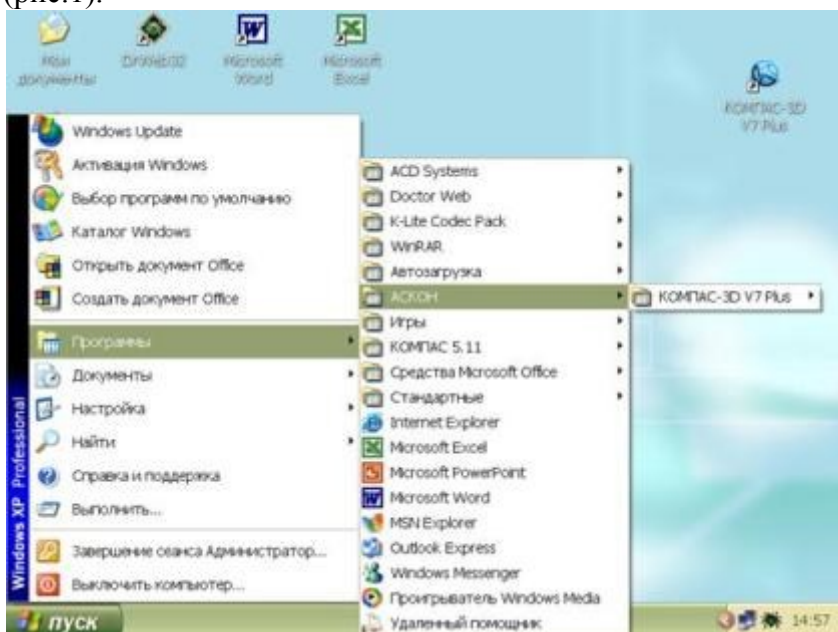 (рис.1).
Мои документы
DrWeb32
Microsoft Word
Microsoft Excel
КОМПАС-3D V7 Plus
Windows Update
Активация Windows
Выбор программ по умолчанию
Каталог Windows
Открыть документ Office
Создать документ Office
Программы
Документы
Настройка
Найти
Справка и поддержка
Выполнить...
Завершение сеанса Администратор...
Выключить компьютер...
Windows XP Professional
ACD Systems
Doctor Web
K-Lite Codec Pack
WinRAR
Автозагрузка
АСКОН
Игры
КОМПАС 5.11
Средства Microsoft Office
Стандартные
Internet Explorer
Microsoft Excel
Microsoft PowerPoint
Microsoft Word
MSN Explorer
Outlook Express
Windows Messenger
Проигрыватель Windows Media
Удаленный помощник
КОМПАС-3D V7 Plus
пуск
14:57